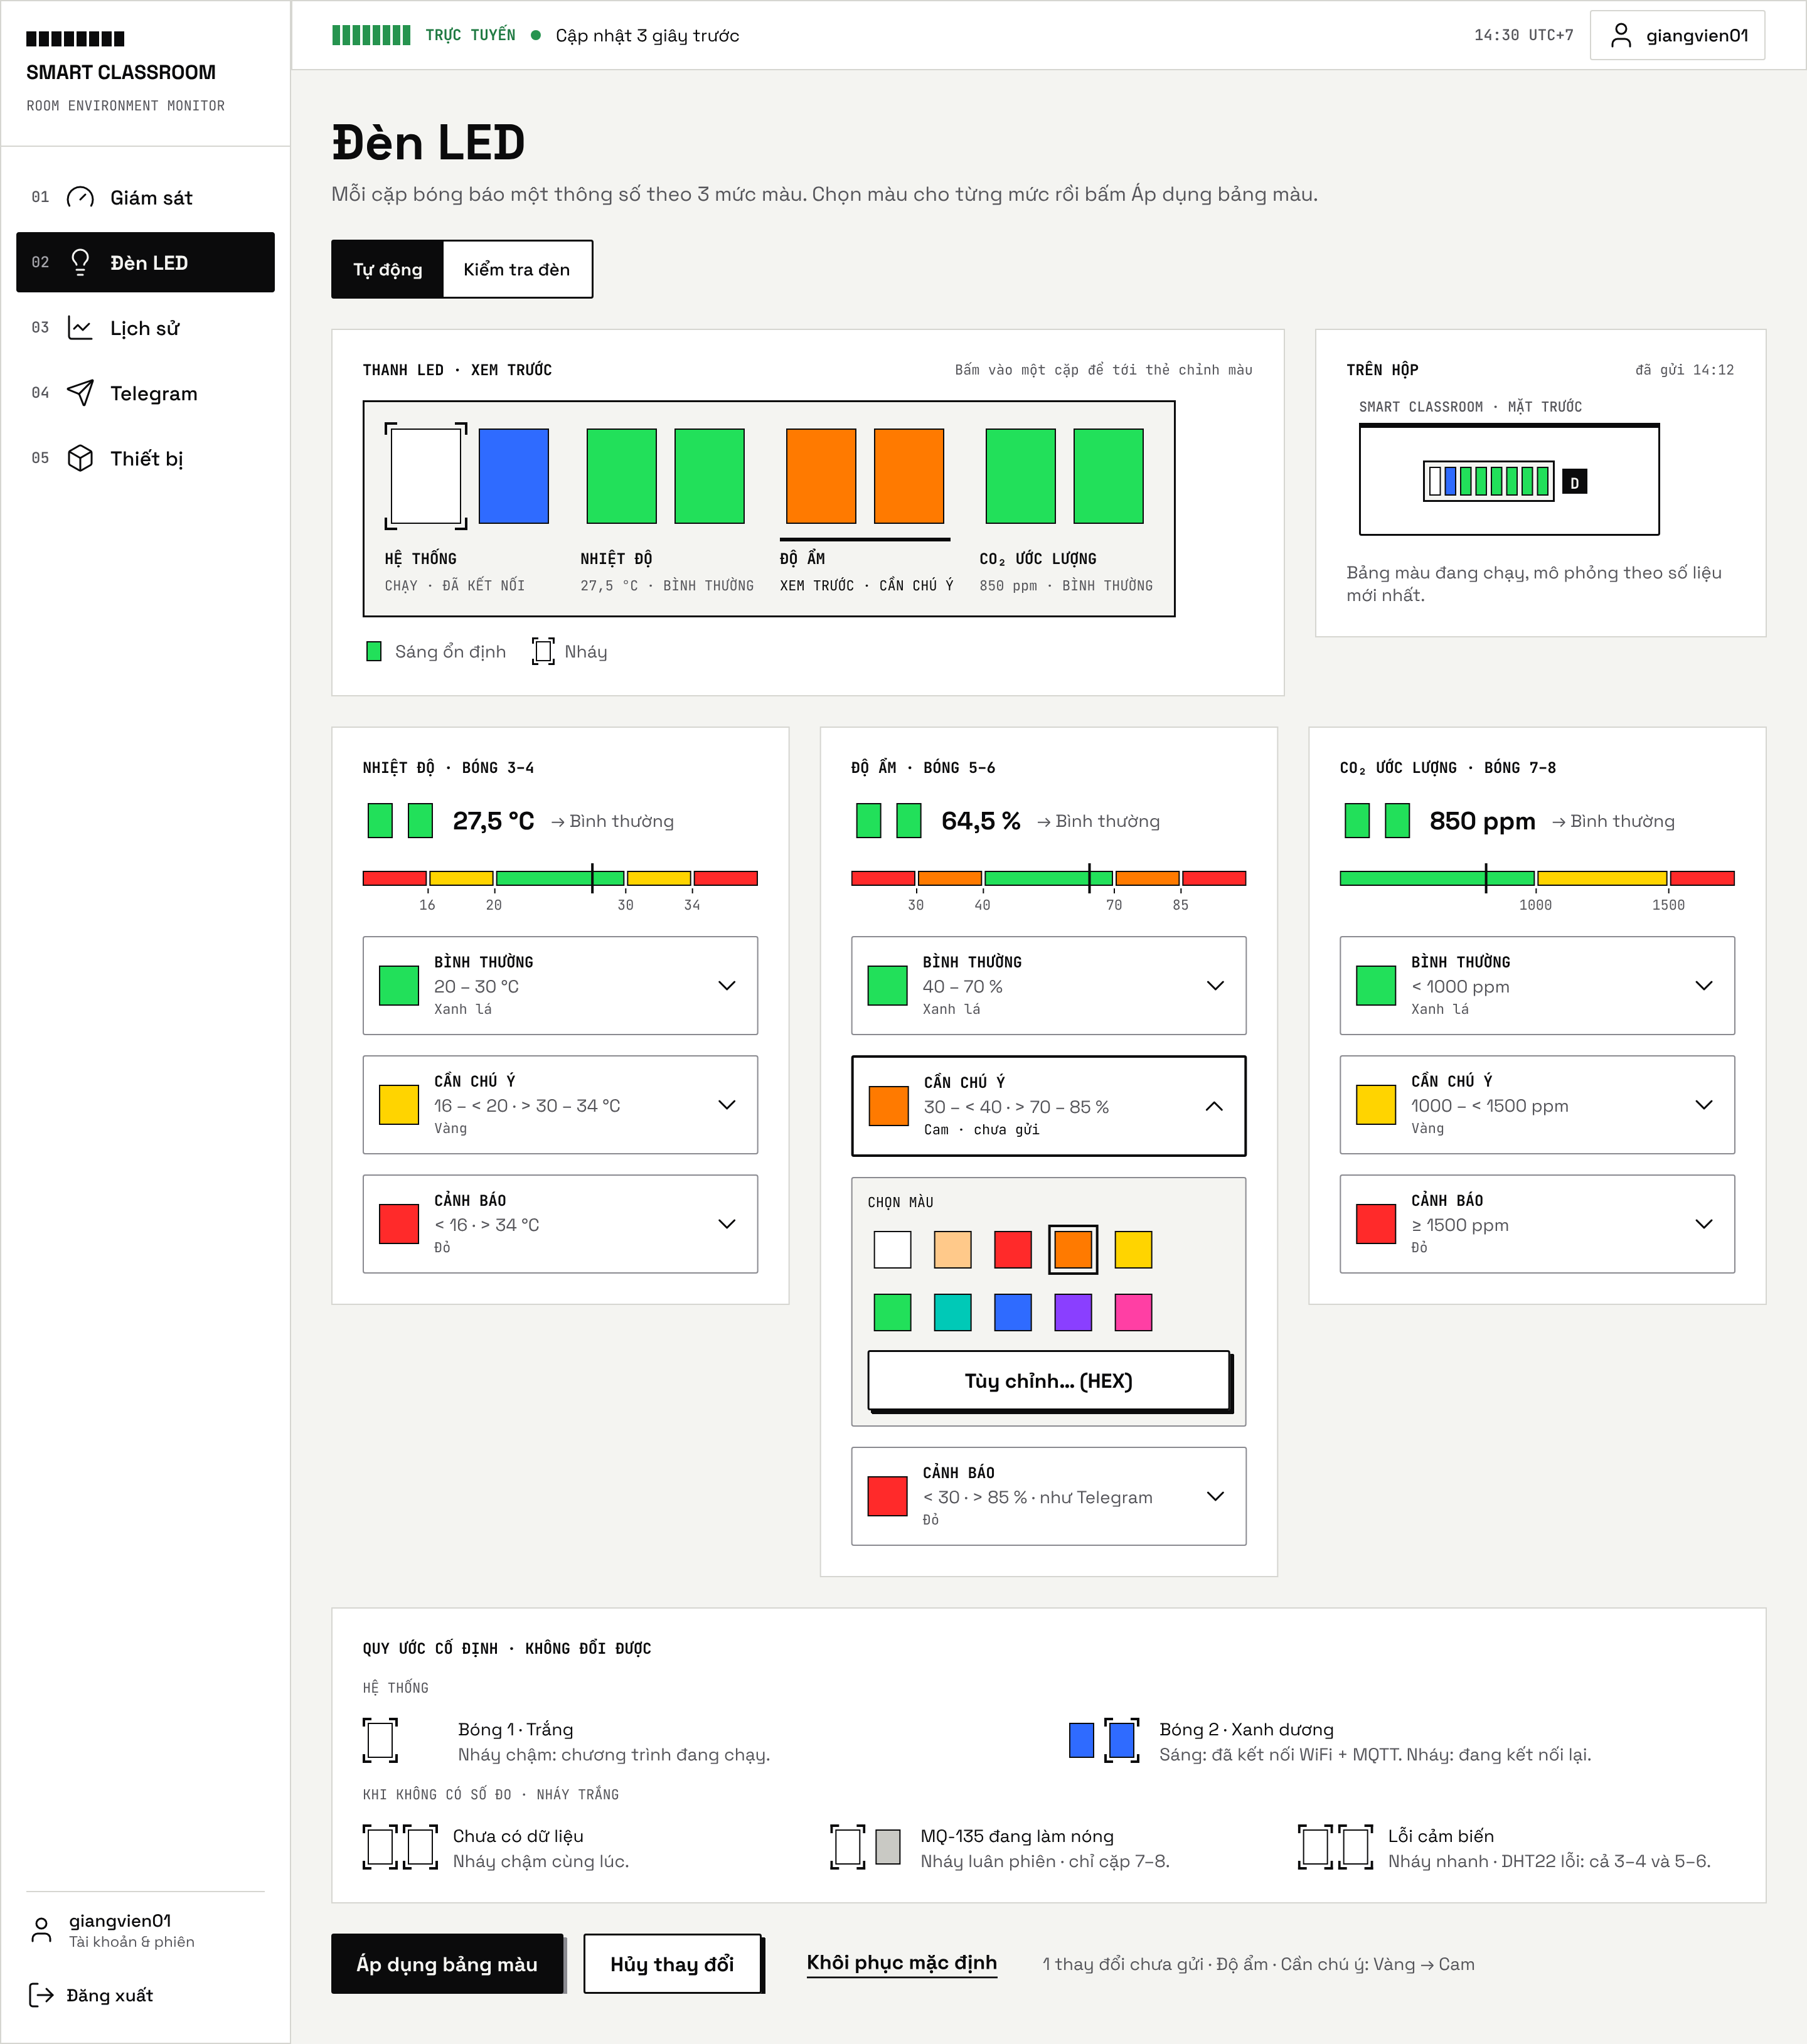 SMART CLASSROOM
ROOM ENVIRONMENT MONITOR
01 Giám sát
02 Đèn LED
03 Lịch sử
04 Telegram
05 Thiết bị
giangvien01
Tài khoản & phiên
Đăng xuất
TRỰC TUYẾN Cập nhật 3 giây trước
14:30 UTC+7 giangvien01
Đèn LED
Mỗi cặp bóng báo một thông số theo 3 mức màu. Chọn màu cho từng mức rồi bấm Áp dụng bảng màu.
Tự động Kiểm tra đèn
THANH LED · XEM TRƯỚC Bấm vào một cặp để tới thẻ chỉnh màu
HỆ THỐNG
CHẠY · ĐÃ KẾT NỐI
NHIỆT ĐỘ
27,5 °C · BÌNH THƯỜNG
ĐỘ ẨM
XEM TRƯỚC · CẦN CHÚ Ý
CO₂ ƯỚC LƯỢNG
850 ppm · BÌNH THƯỜNG
Sáng ổn định Nháy
TRÊN HỘP đã gửi 14:12
SMART CLASSROOM · MẶT TRƯỚC
D
Bảng màu đang chạy, mô phỏng theo số liệu
mới nhất.
NHIỆT ĐỘ · BÓNG 3–4
27,5 °C → Bình thường
16 20 30 34
BÌNH THƯỜNG
20 – 30 °C
Xanh lá
CẦN CHÚ Ý
16 – < 20 · > 30 – 34 °C
Vàng
CẢNH BÁO
< 16 · > 34 °C
Đỏ
ĐỘ ẨM · BÓNG 5–6
64,5 % → Bình thường
30 40 70 85
BÌNH THƯỜNG
40 – 70 %
Xanh lá
CẦN CHÚ Ý
30 – < 40 · > 70 – 85 %
Cam · chưa gửi
CHỌN MÀU
Tùy chỉnh... (HEX)
CẢNH BÁO
< 30 · > 85 % · như Telegram
Đỏ
CO₂ ƯỚC LƯỢNG · BÓNG 7–8
850 ppm → Bình thường
1000 1500
BÌNH THƯỜNG
< 1000 ppm
Xanh lá
CẦN CHÚ Ý
1000 – < 1500 ppm
Vàng
CẢNH BÁO
≥ 1500 ppm
Đỏ
QUY ƯỚC CỐ ĐỊNH · KHÔNG ĐỔI ĐƯỢC
HỆ THỐNG
Bóng 1 · Trắng
Nháy chậm: chương trình đang chạy.
Bóng 2 · Xanh dương
Sáng: đã kết nối WiFi + MQTT. Nháy: đang kết nối lại.
KHI KHÔNG CÓ SỐ ĐO · NHÁY TRẮNG
Chưa có dữ liệu
Nháy chậm cùng lúc.
MQ-135 đang làm nóng
Nháy luân phiên · chỉ cặp 7–8.
Lỗi cảm biến
Nháy nhanh · DHT22 lỗi: cả 3–4 và 5–6.
Áp dụng bảng màu Hủy thay đổi Khôi phục mặc định 1 thay đổi chưa gửi · Độ ẩm · Cần chú ý: Vàng → Cam